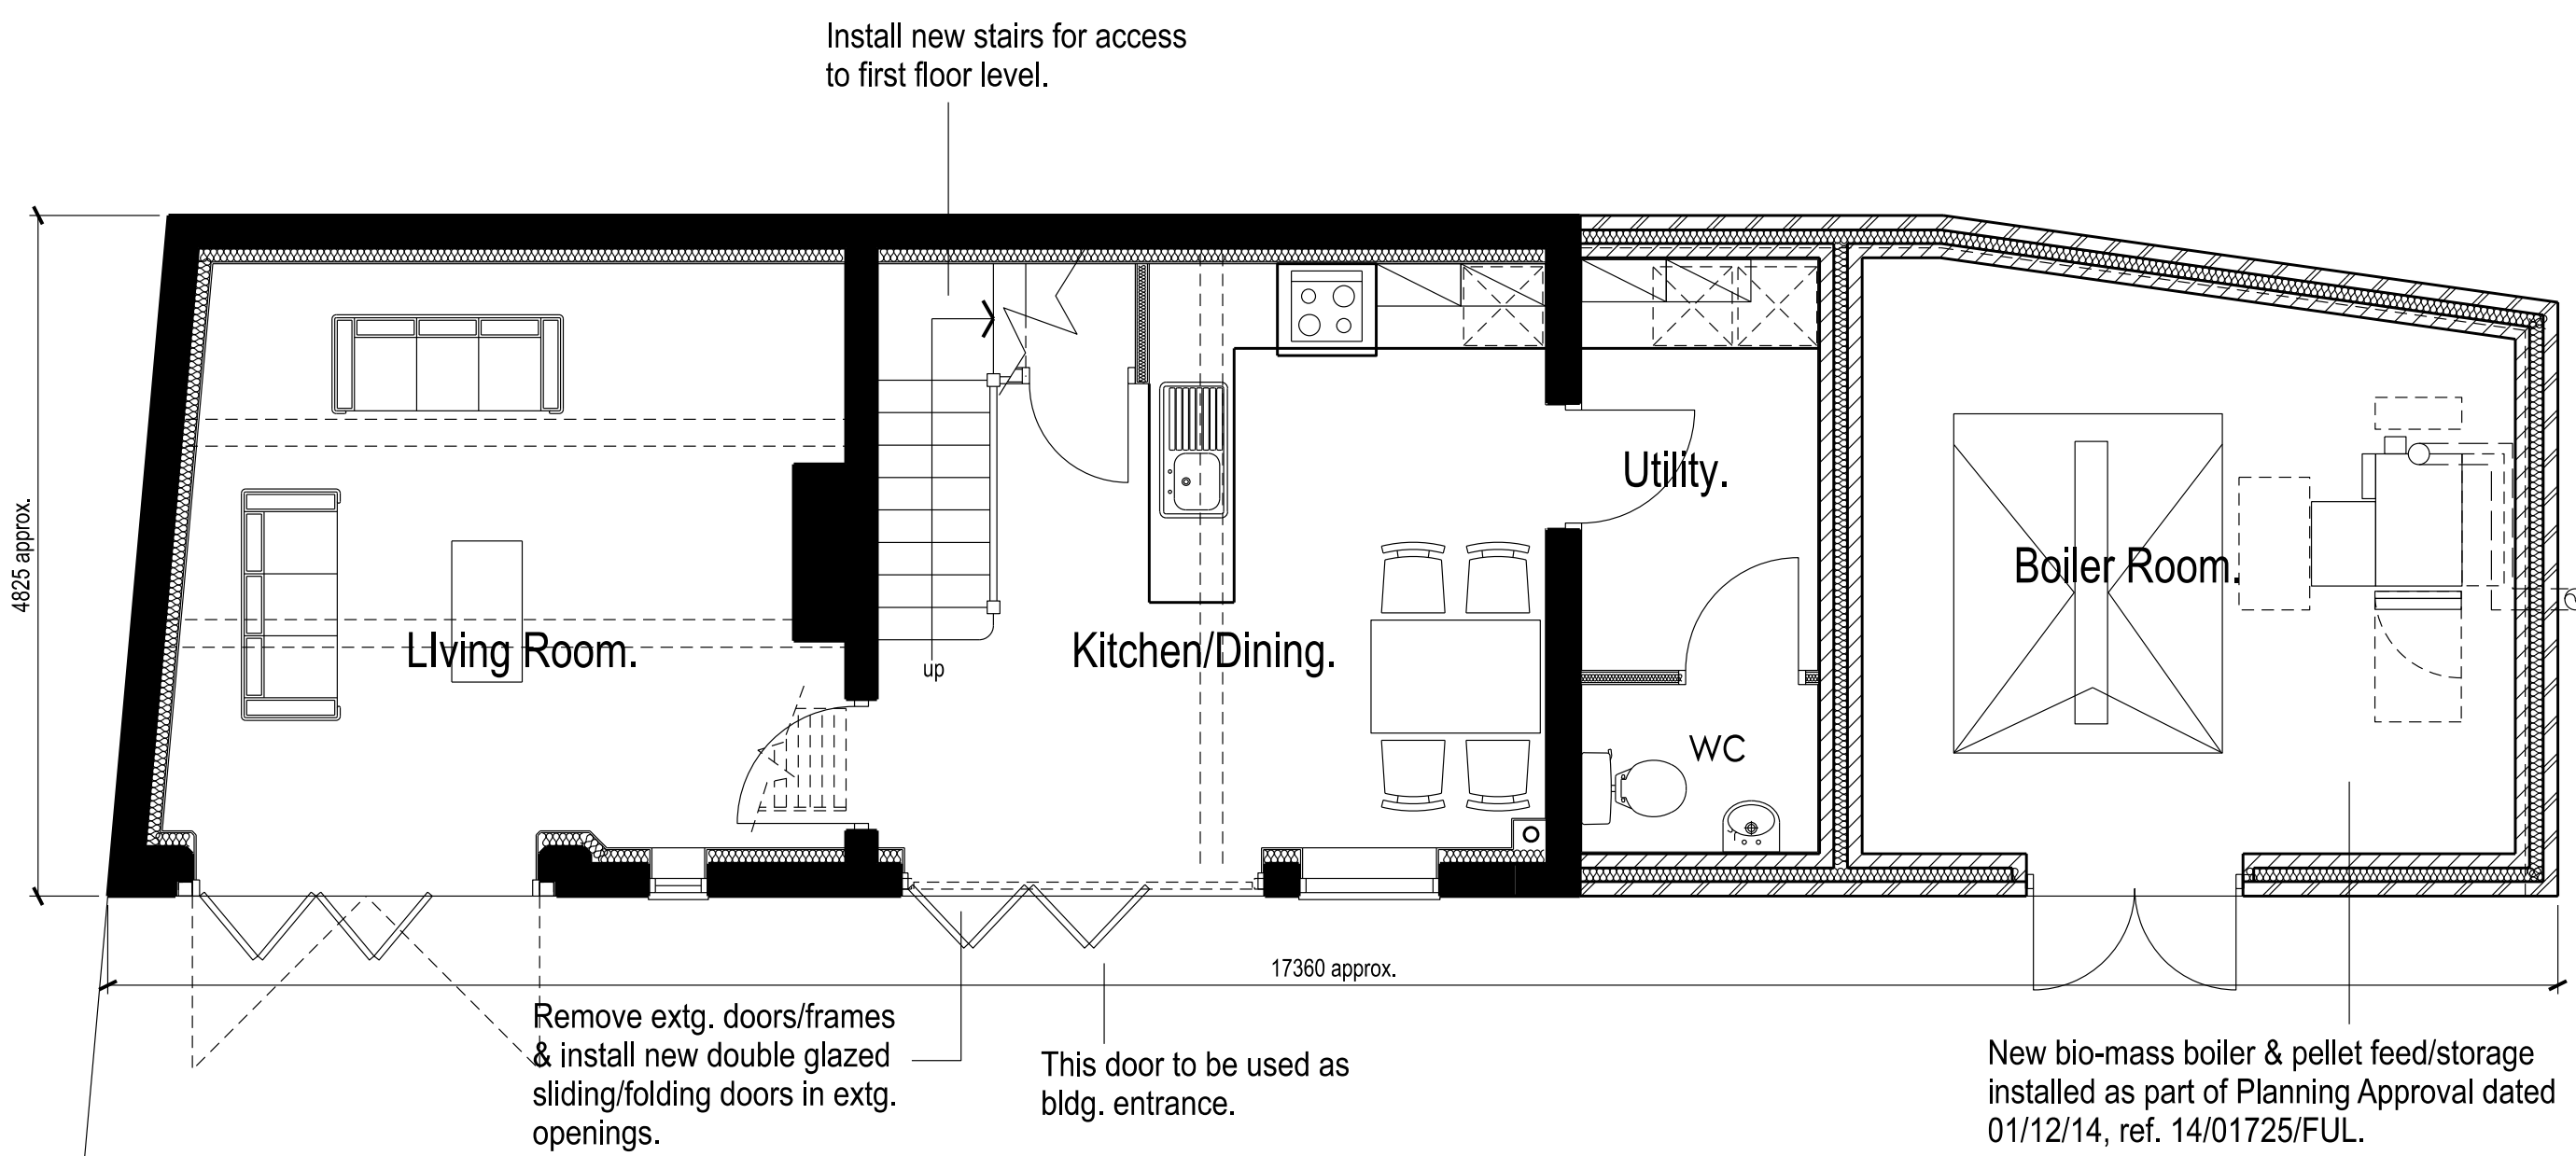 Install new stairs for access
to first floor level.
4825 approx.
Utility.
Boiler Room.
LIving Room.
Kitchen/Dining.
up
WC
17360 approx.
Remove extg. doors/frames
& install new double glazed
sliding/folding doors in extg.
openings.
This door to be used as
bldg. entrance.
New bio-mass boiler & pellet feed/storage
installed as part of Planning Approval dated
01/12/14, ref. 14/01725/FUL.